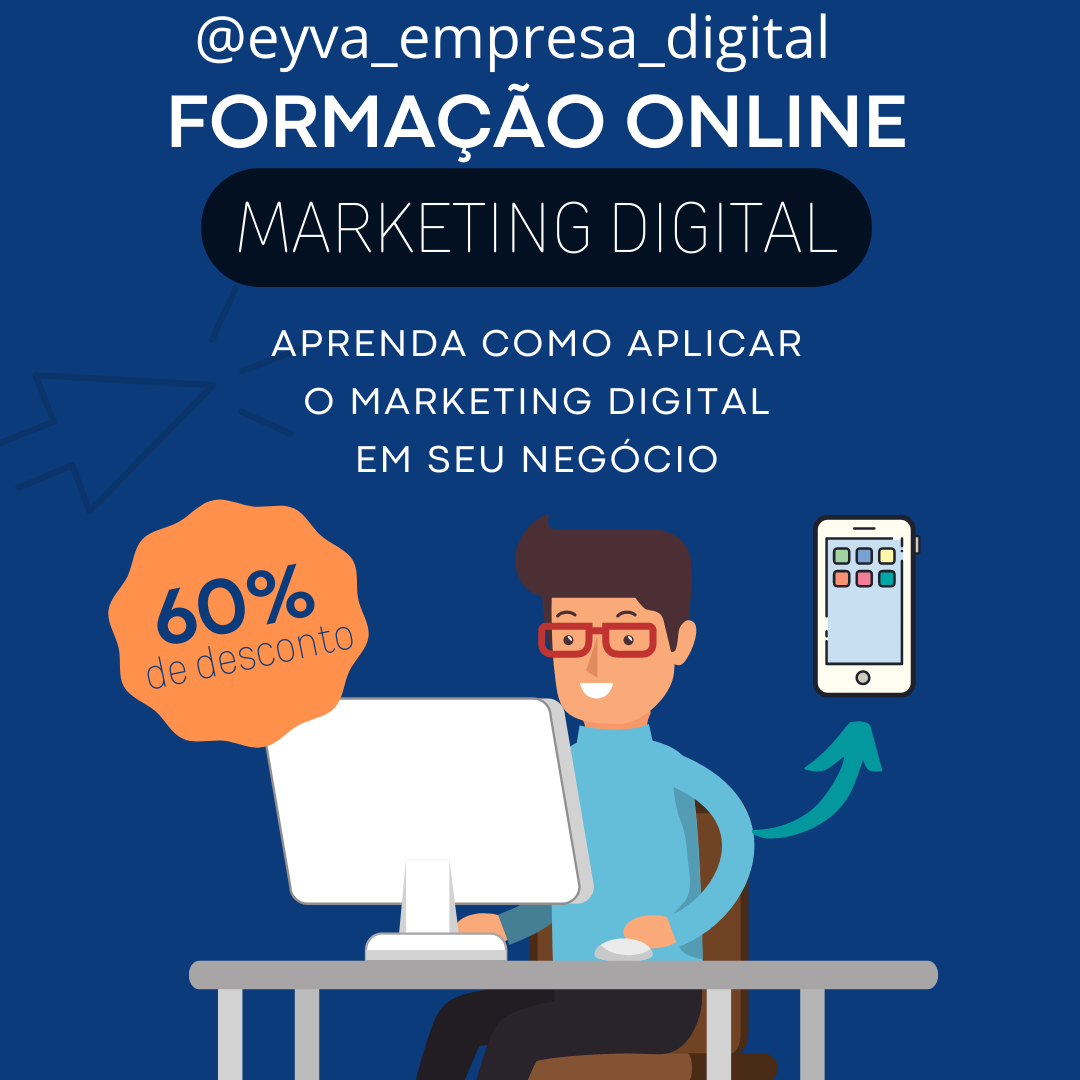 @eyva_empresa_digital
FORMAÇÃO ONLINE
MARKETING DIGITAL
APRENDA COMO APLICAR
O MARKETING DIGITAL
EM SEU NEGÓCIO
60%
de desconto